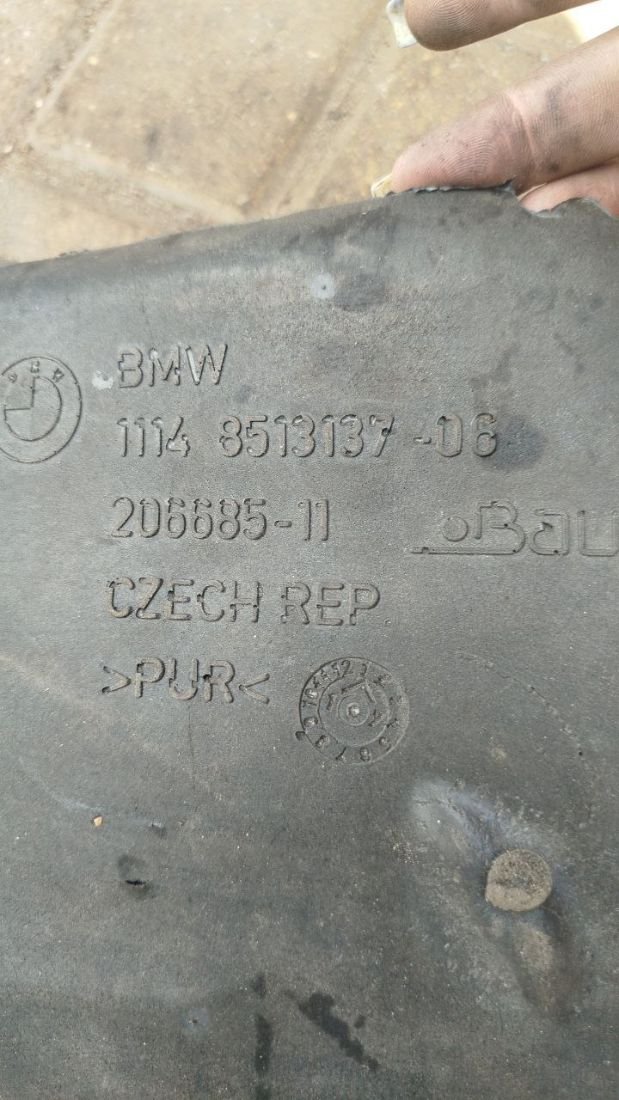 BMW
1114 8513137-06
206685-11
CZECH REP
>PUR<